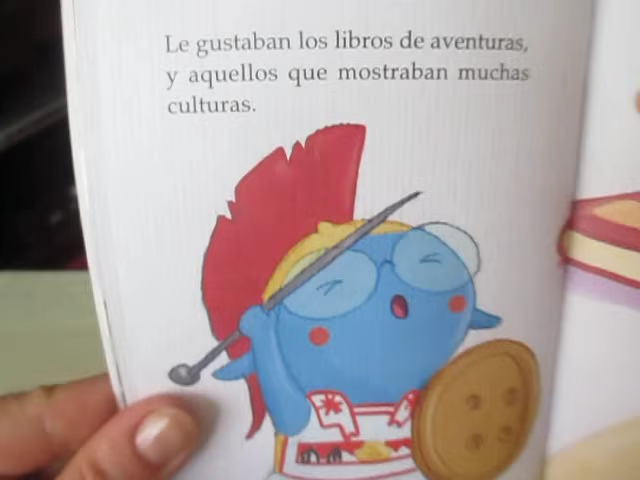 Le gustaban los libros de aventuras,
y aquellos que mostraban muchas
culturas.